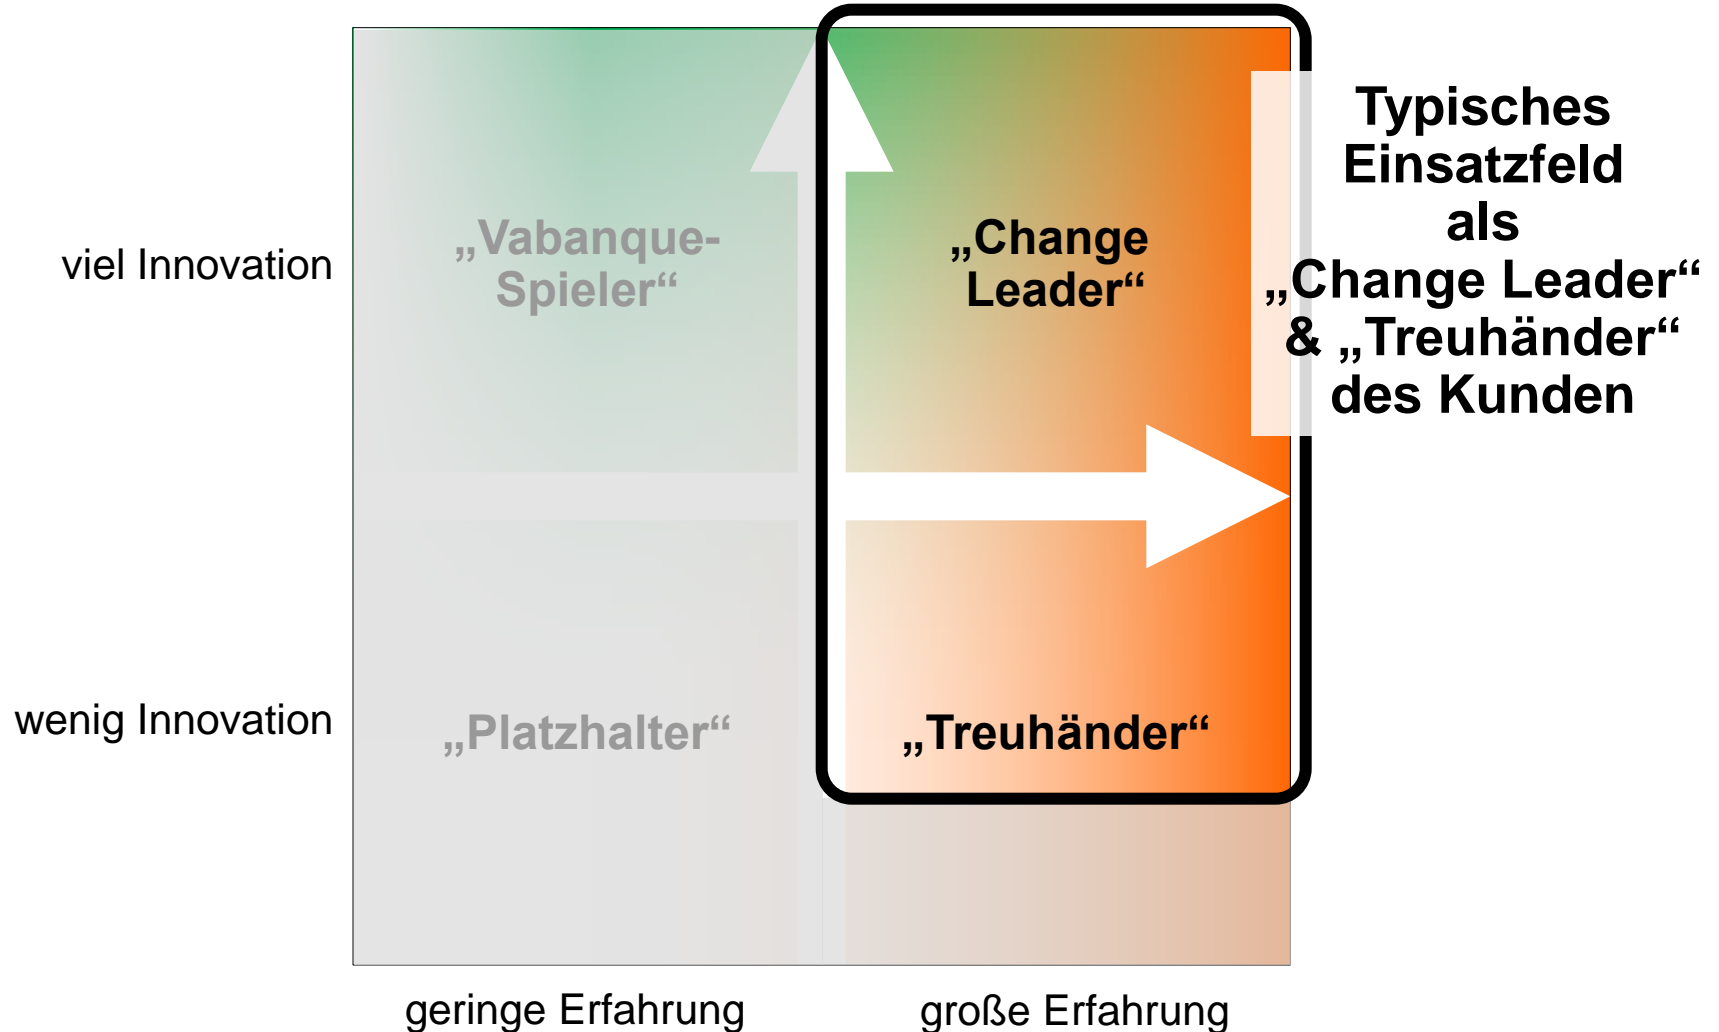 viel Innovation
„Vabanque-
Spieler“
„Change
Leader“
Typisches
Einsatzfeld
als
„Change Leader“
& „Treuhänder“
des Kunden
wenig Innovation
„Platzhalter“
„Treuhänder“
geringe Erfahrung
große Erfahrung